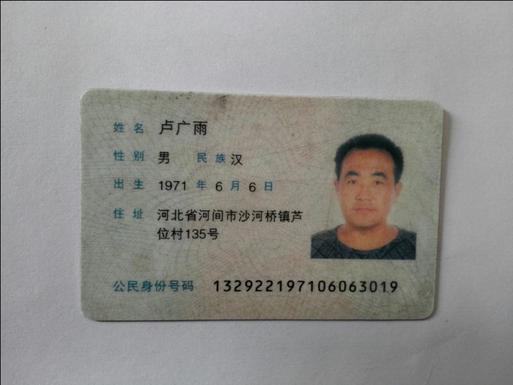 姓名 卢广雨
性别 男 民族 汉
出生 1971 年 6 月 6 日
住址 河北省河间市沙河桥镇芦
位村135号
公民身份号码 132922197106063019